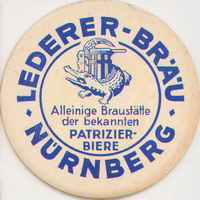 LEDERER-BRÄU
Alleinige Braustätte
der bekannten
PATRIZIER-
BIERE
NÜRNBERG